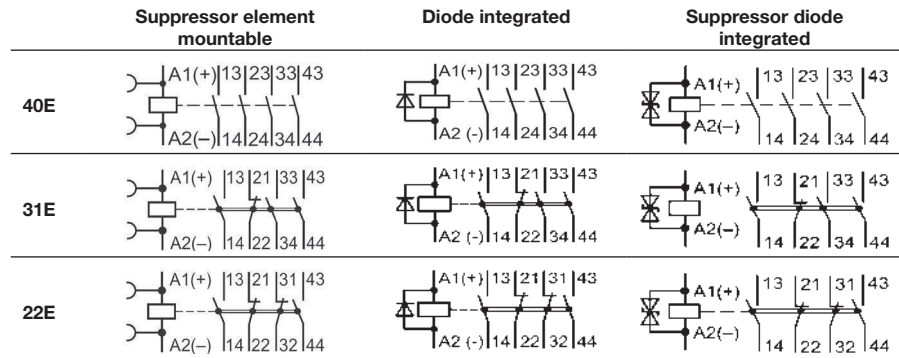 Suppressor element mountable
Diode integrated
Suppressor diode integrated
40E
A1(+) 13 23 33 43
A2(−) 14 24 34 44
A1(+) 13 23 33 43
A2 (-) 14 24 34 44
A1(+) 13 23 33 43
A2(−) 14 24 34 44
31E
A1(+) 13 21 33 43
A2(−) 14 22 34 44
A1(+) 13 21 33 43
A2 (-) 14 22 34 44
A1(+) 13 21 33 43
A2(−) 14 22 34 44
22E
A1(+) 13 21 31 43
A2(−) 14 22 32 44
A1(+) 13 21 31 43
A2 (-) 14 22 32 44
A1(+) 13 21 31 43
A2(−) 14 22 32 44